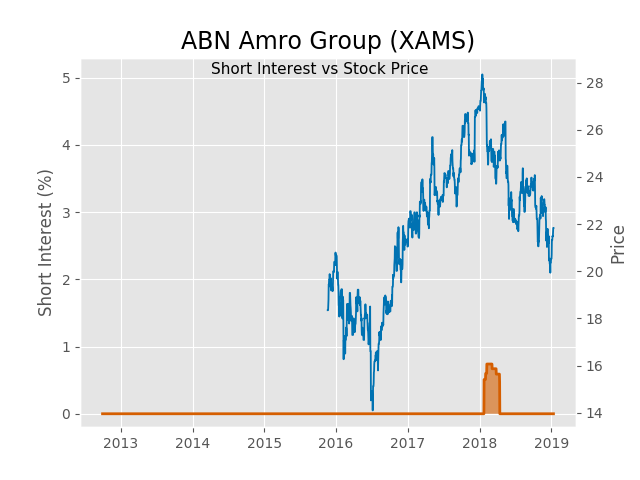 ABN Amro Group (XAMS)
Short Interest vs Stock Price
Short Interest (%)
5
4
3
2
1
0
28
26
24
22
20
18
16
14
Price
2013 2014 2015 2016 2017 2018 2019